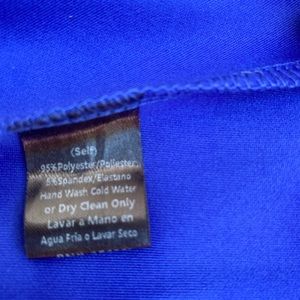 (Self)
95%Polyester/Poliester
5%Spandex/Elastano
Hand Wash Cold Water
or Dry Clean Only
Lavar a Mano en
Agua Fria o Lavar Seco